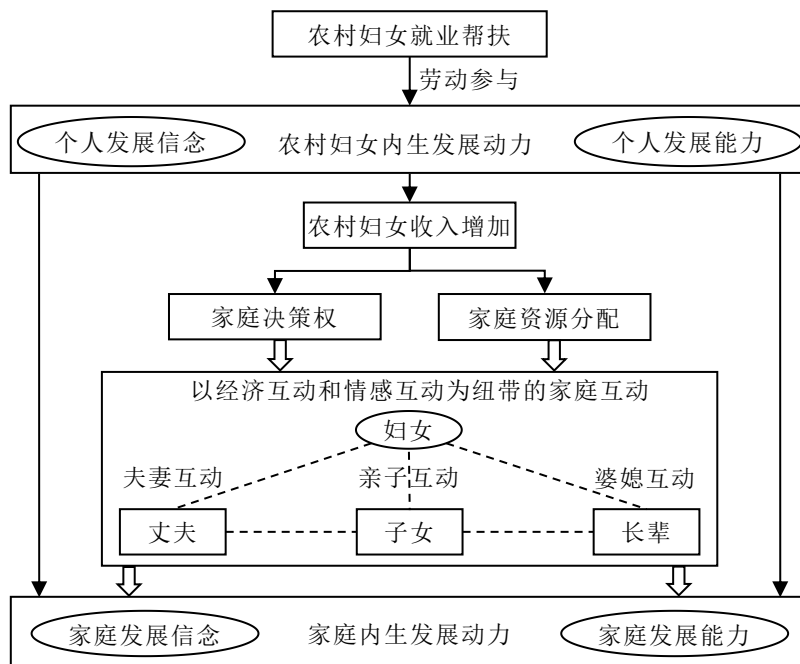 农村妇女就业帮扶
劳动参与
个人发展信念 农村妇女内生发展动力 个人发展能力
农村妇女收入增加
家庭决策权 家庭资源分配
以经济互动和情感互动为纽带的家庭互动
妇女
夫妻互动 亲子互动 婆媳互动
丈夫 子女 长辈
家庭发展信念 家庭内生发展动力 家庭发展能力